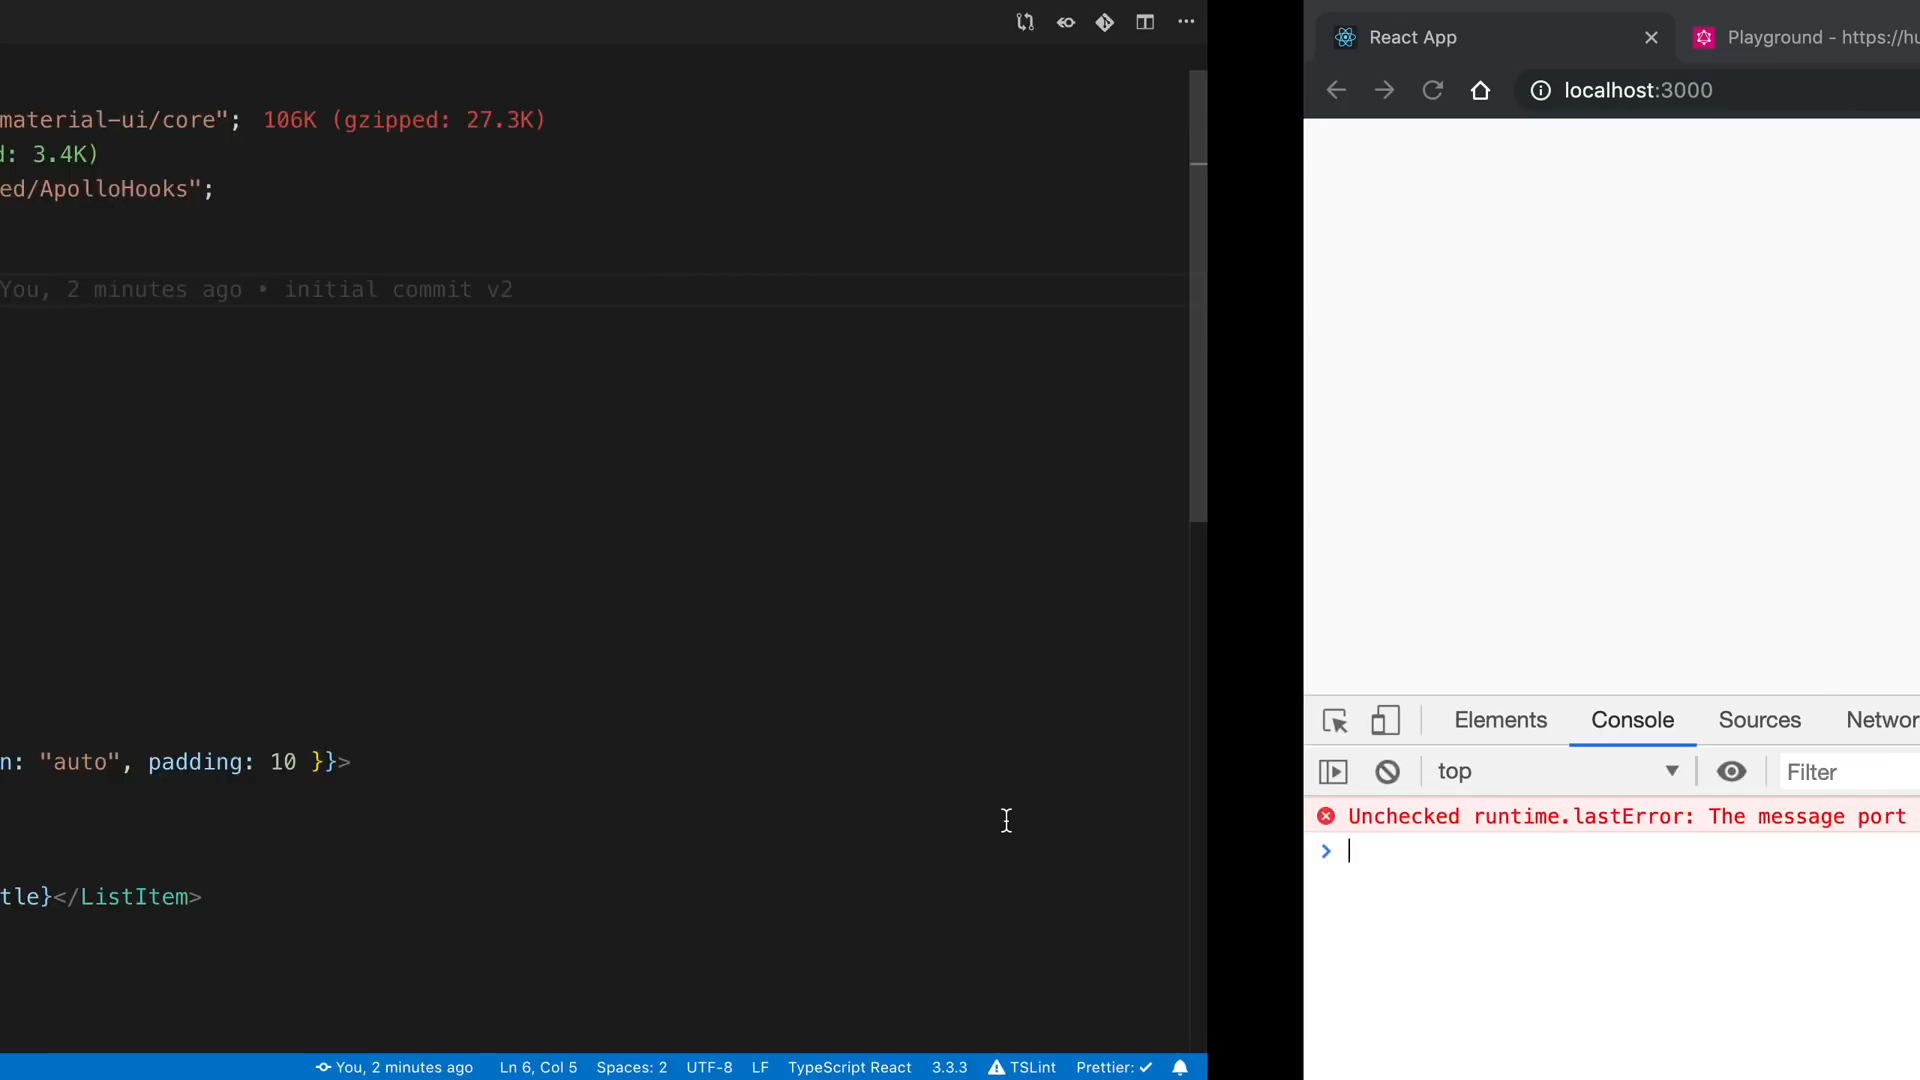 material-ui/core"; 106K (gzipped: 27.3K)
d: 3.4K)
ed/ApolloHooks";
You, 2 minutes ago • initial commit v2
n: "auto", padding: 10 }}>
tle}</ListItem>
You, 2 minutes ago Ln 6, Col 5 Spaces: 2 UTF-8 LF TypeScript React 3.3.3 TSLint Prettier: ✓
React App
Playground - https://hu
localhost:3000
Elements Console Sources Networ
top Filter
Unchecked runtime.lastError: The message port
>